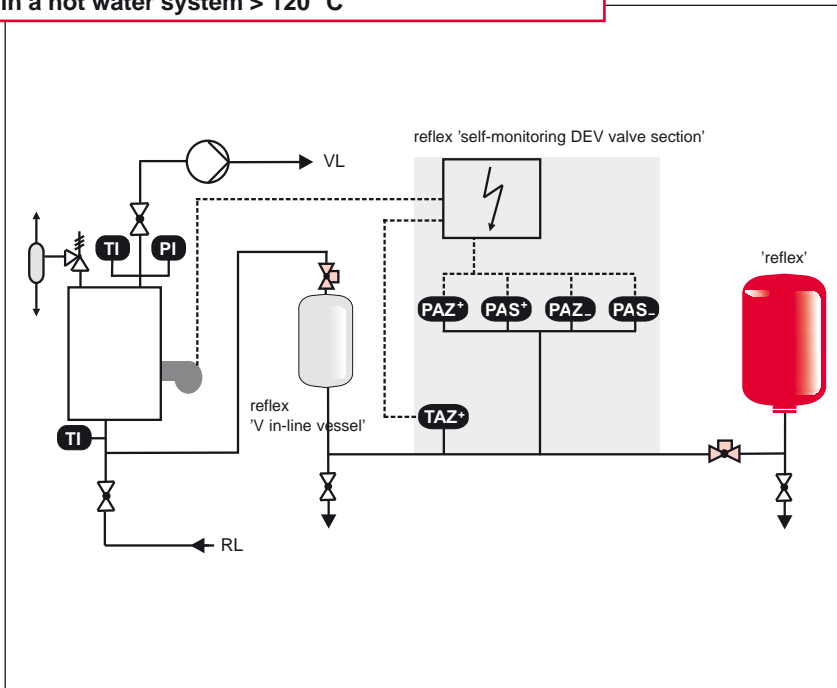 in a hot water system > 120 °C
reflex 'self-monitoring DEV valve section'
VL
TI
PI
'reflex'
PAZ+
PAS+
PAZ–
PAS–
reflex
'V in-line vessel'
TAZ+
TI
RL